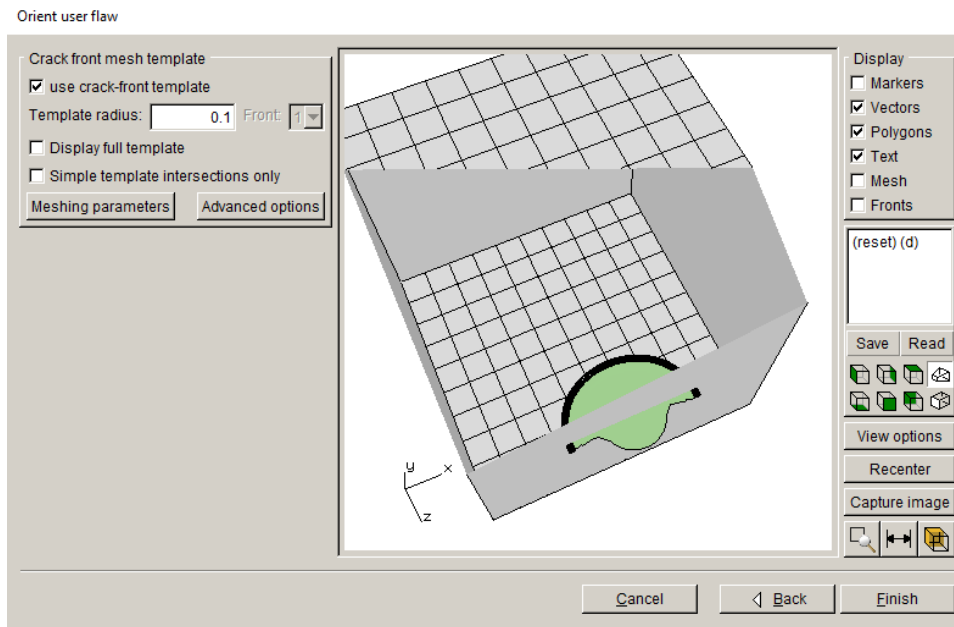 Orient user flaw
Crack front mesh template
use crack-front template
Template radius: 0.1 Front: 1
Display full template
Simple template intersections only
Meshing parameters Advanced options
y
x
z
Display
Markers
Vectors
Polygons
Text
Mesh
Fronts
(reset) (d)
Save Read
View options
Recenter
Capture image
Cancel Back Finish